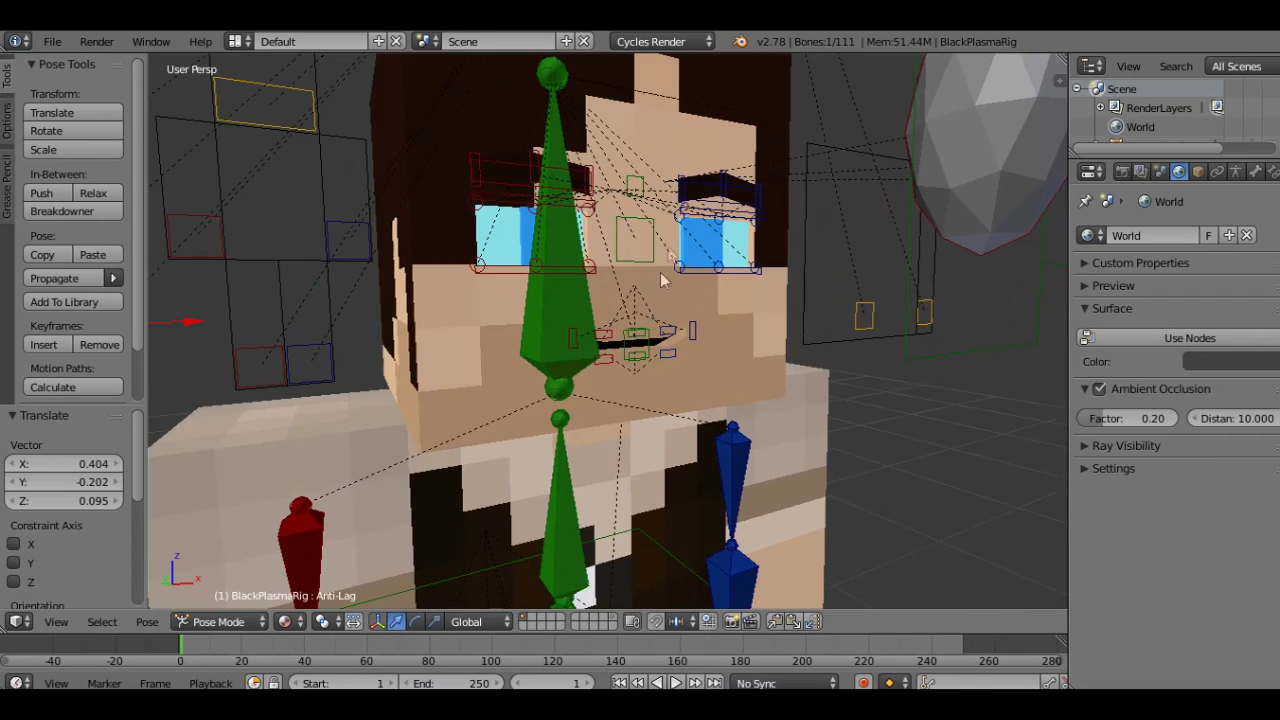 File Render Window Help Default Scene Cycles Render v2.78 | Bones:1/111 | Mem:51.44M | BlackPlasmaRig
Tools
Options
Grease Pencil
Pose Tools
Transform:
Translate
Rotate
Scale
In-Between:
Push Relax
Breakdowner
Pose:
Copy Paste
Propagate
Add To Library
Keyframes:
Insert Remove
Motion Paths:
Calculate
Translate
Vector
X: 0.404
Y: -0.202
Z: 0.095
Constraint Axis
X
Y
Z
Orientation
User Persp
z
x
(1) BlackPlasmaRig : Anti-Lag
View Select Pose Pose Mode Global
View Search All Scenes
Scene
RenderLayers
World
World
World F
Custom Properties
Preview
Surface
Use Nodes
Color:
Ambient Occlusion
Factor: 0.20 Distan: 10.000
Ray Visibility
Settings
-40 -20 0 20 40 60 80 100 120 140 160 180 200 220 240 260 280
View Marker Frame Playback Start: 1 End: 250 1 No Sync